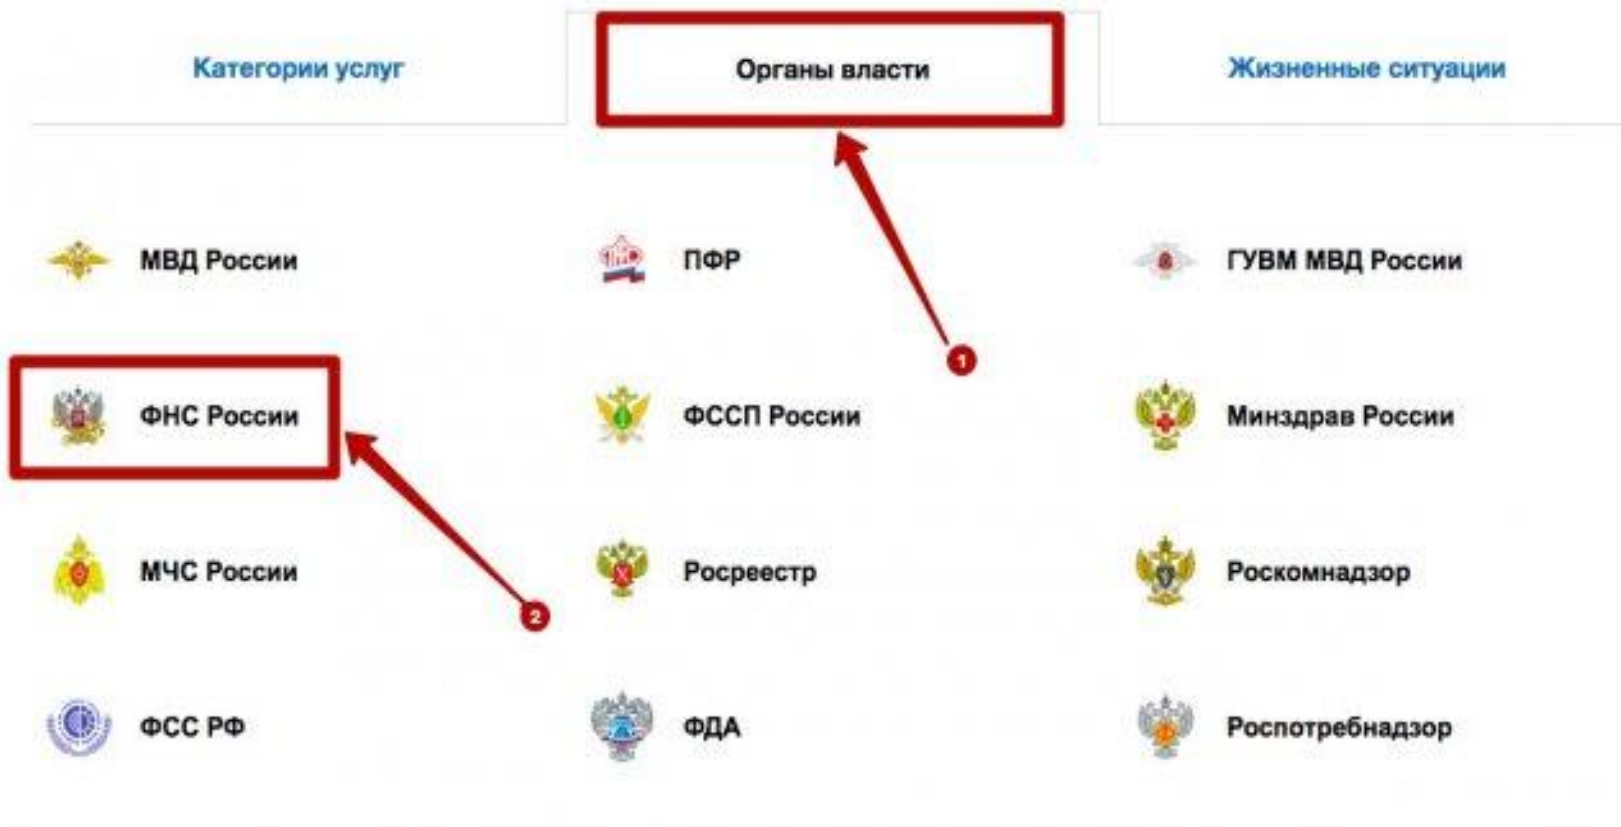 Категории услуг
Органы власти
Жизненные ситуации
МВД России
ПФР
ГУВМ МВД России
1
ФНС России
ФССП России
Минздрав России
МЧС России
Росреестр
Роскомнадзор
2
ФСС РФ
ФДА
Роспотребнадзор